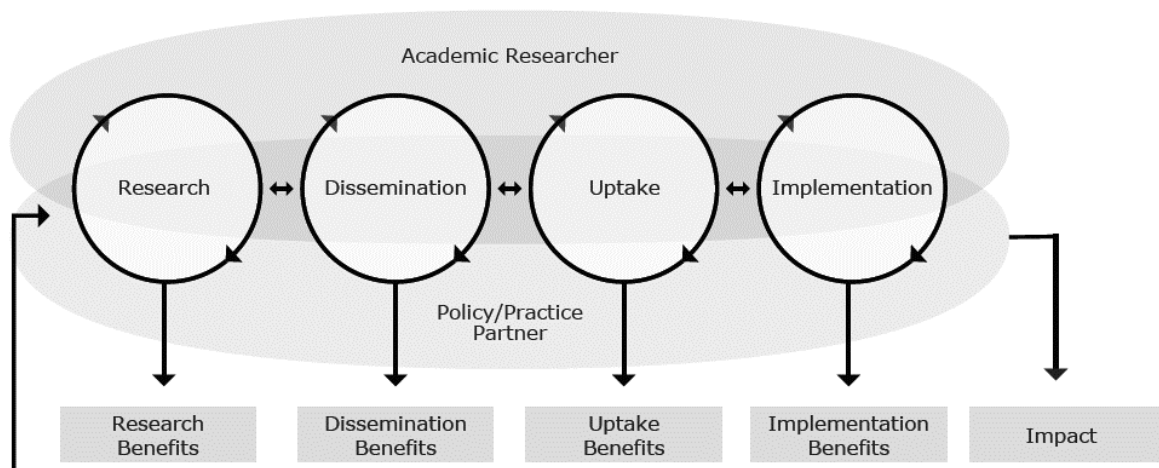 Academic Researcher
Research
Dissemination
Uptake
Implementation
Policy/Practice
Partner
Research
Benefits
Dissemination
Benefits
Uptake
Benefits
Implementation
Benefits
Impact